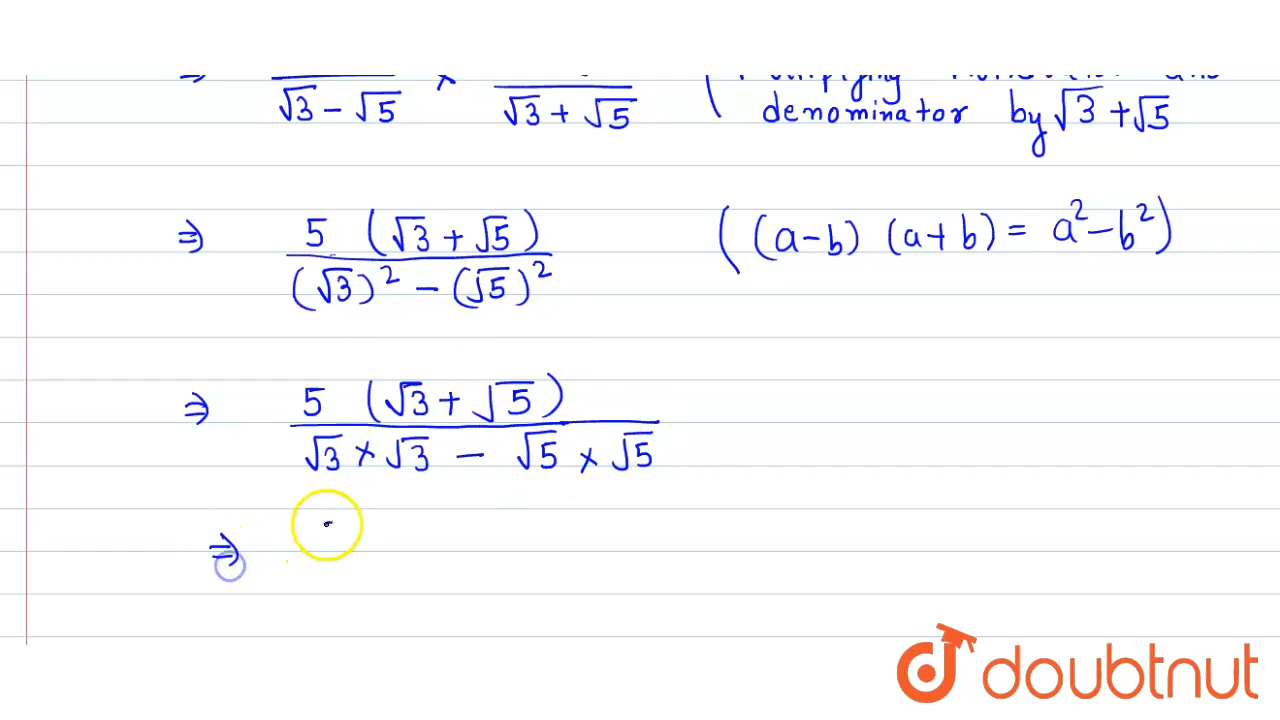 ⇒ —— × ——
√3 − √5 √3 + √5 ( denominator by √3 + √5
⇒ 5 (√3 + √5) ((a−b) (a+b) = a² − b²)
(√3)² − (√5)²
⇒ 5 (√3 + √5)
√3 × √3 − √5 × √5
⇒
doubtnut